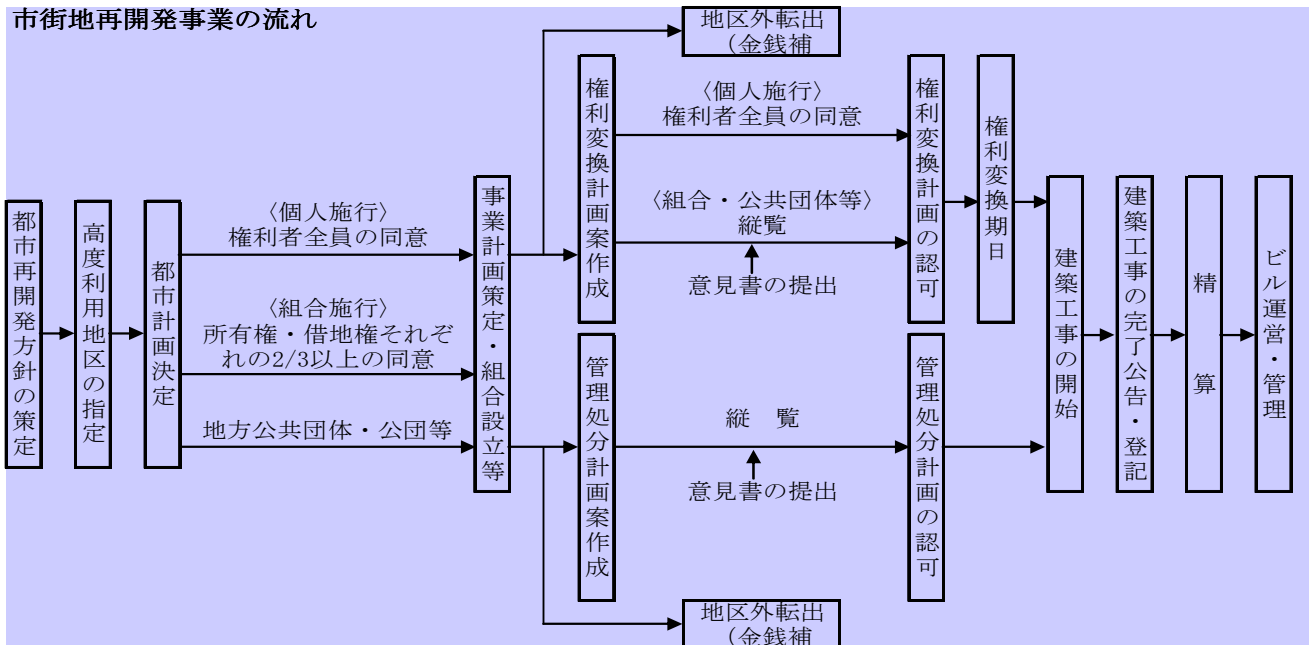 市街地再開発事業の流れ
都市再開発方針の策定
高度利用地区の指定
都市計画決定
〈個人施行〉
権利者全員の同意
〈組合施行〉
所有権・借地権それぞ
れの2/3以上の同意
地方公共団体・公団等
事業計画策定・組合設立等
地区外転出
（金銭補
権利変換計画案作成
〈個人施行〉
権利者全員の同意
〈組合・公共団体等〉
縦覧
意見書の提出
権利変換計画の認可
権利変換期日
管理処分計画案作成
縦　覧
意見書の提出
管理処分計画の認可
地区外転出
（金銭補
建築工事の開始
建築工事の完了公告・登記
精　算
ビル運営・管理